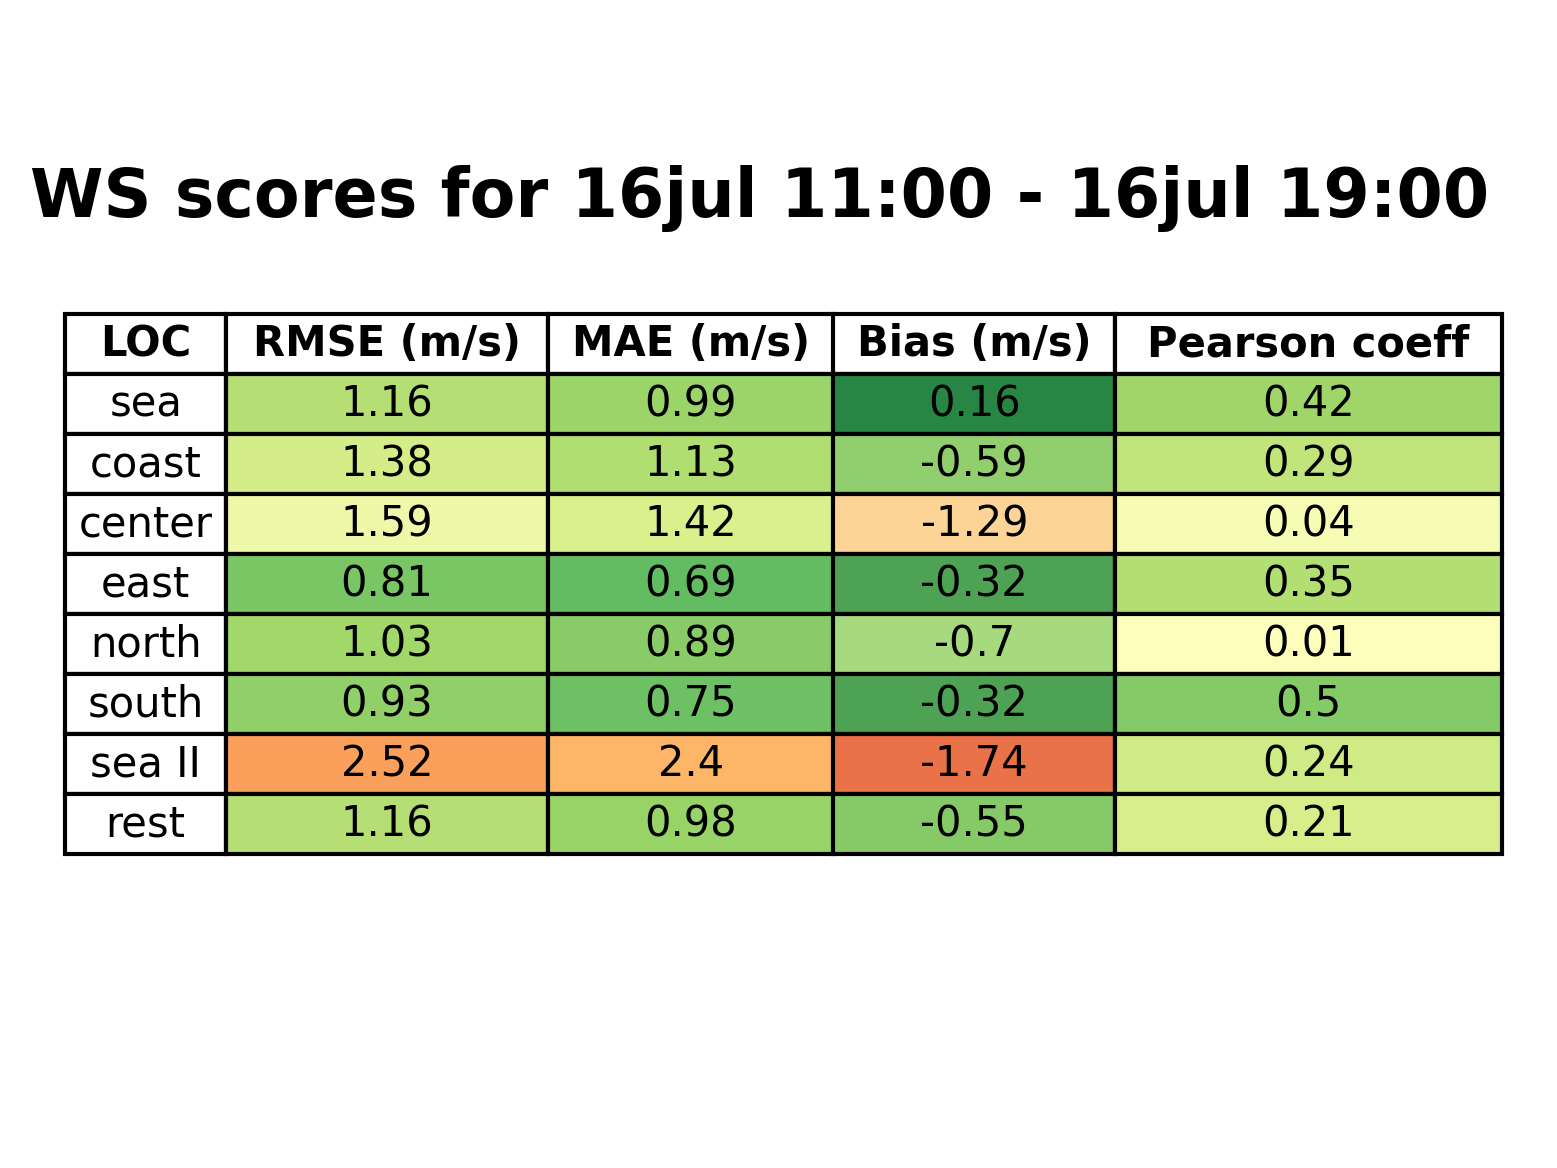 WS scores for 16jul 11:00 - 16jul 19:00
LOC RMSE (m/s) MAE (m/s) Bias (m/s) Pearson coeff
sea 1.16 0.99 0.16 0.42
coast 1.38 1.13 -0.59 0.29
center 1.59 1.42 -1.29 0.04
east 0.81 0.69 -0.32 0.35
north 1.03 0.89 -0.7 0.01
south 0.93 0.75 -0.32 0.5
sea II 2.52 2.4 -1.74 0.24
rest 1.16 0.98 -0.55 0.21